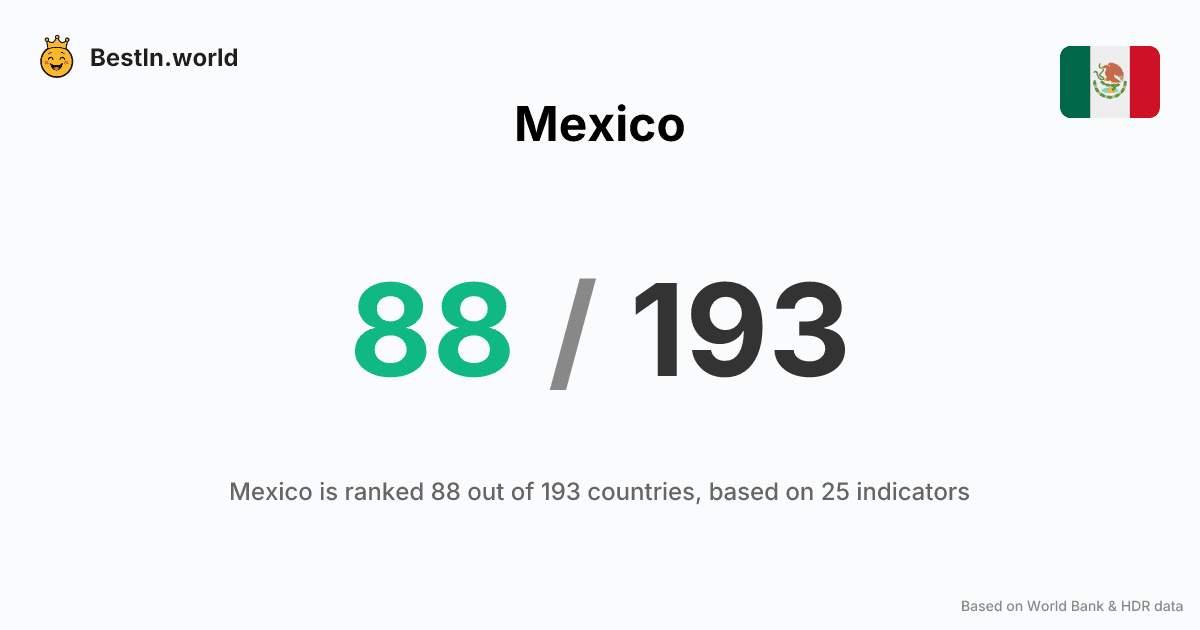 BestIn.world
Mexico
88 / 193
Mexico is ranked 88 out of 193 countries, based on 25 indicators
Based on World Bank & HDR data